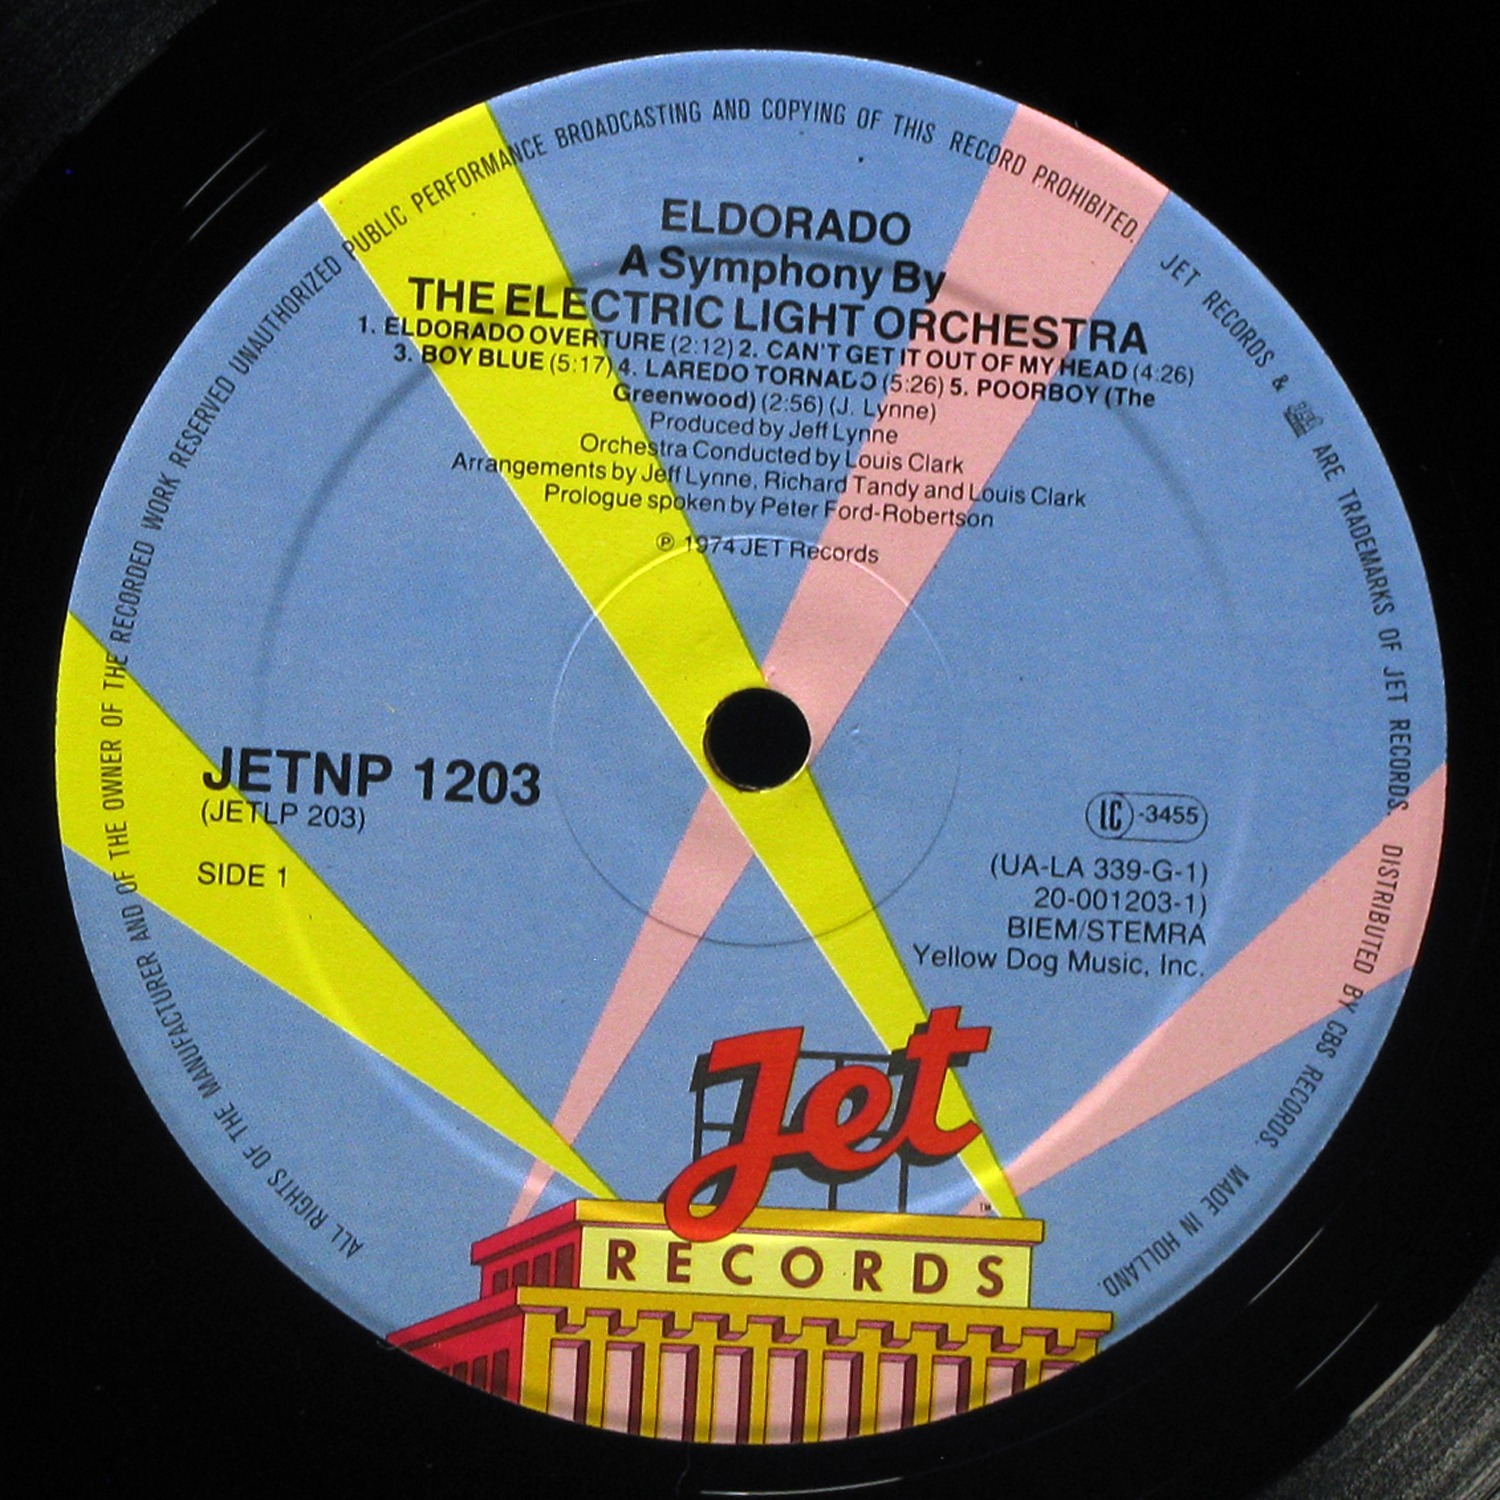 ALL RIGHTS OF THE MANUFACTURER AND OF THE OWNER OF THE RECORDED WORK RESERVED UNAUTHORIZED PUBLIC PERFORMANCE BROADCASTING AND COPYING OF THIS RECORD PROHIBITED.
JET RECORDS & ARE TRADEMARKS OF JET RECORDS. DISTRIBUTED BY CBS RECORDS. MADE IN HOLLAND.
ELDORADO
A Symphony By
THE ELECTRIC LIGHT ORCHESTRA
1. ELDORADO OVERTURE (2:12) 2. CAN'T GET IT OUT OF MY HEAD (4:26)
3. BOY BLUE (5:17) 4. LAREDO TORNADO (5:26) 5. POORBOY (The
Greenwood) (2:56) (J. Lynne)
Produced by Jeff Lynne
Orchestra Conducted by Louis Clark
Arrangements by Jeff Lynne, Richard Tandy and Louis Clark
Prologue spoken by Peter Ford-Robertson
℗ 1974 JET Records
JETNP 1203
(JETLP 203)
SIDE 1
LC-3455
(UA-LA 339-G-1)
20-001203-1)
BIEM/STEMRA
Yellow Dog Music, Inc.
Jet
TM
RECORDS